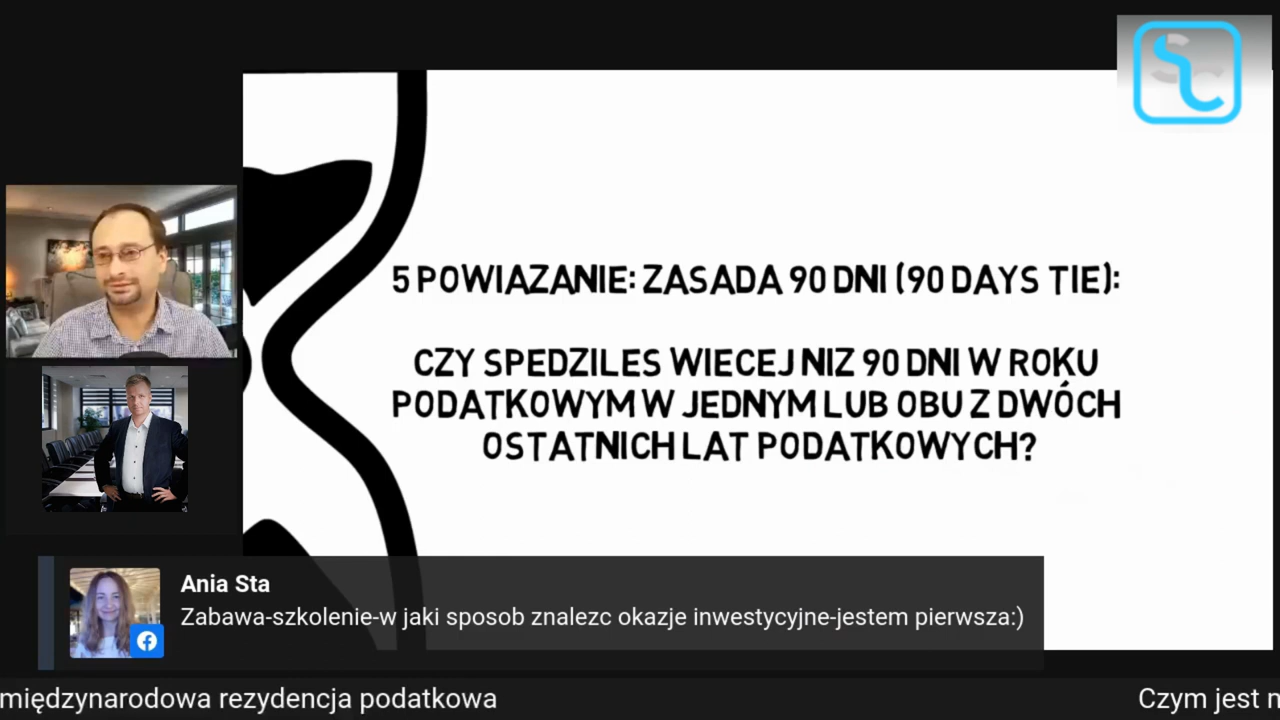 5 POWIAZANIE: ZASADA 90 DNI (90 DAYS TIE):
CZY SPEDZILES WIECEJ NIZ 90 DNI W ROKU
PODATKOWYM W JEDNYM LUB OBU Z DWÓCH
OSTATNICH LAT PODATKOWYCH?
Ania Sta
Zabawa-szkolenie-w jaki sposob znalezc okazje inwestycyjne-jestem pierwsza:)
międzynarodowa rezydencja podatkowa
Czym jest